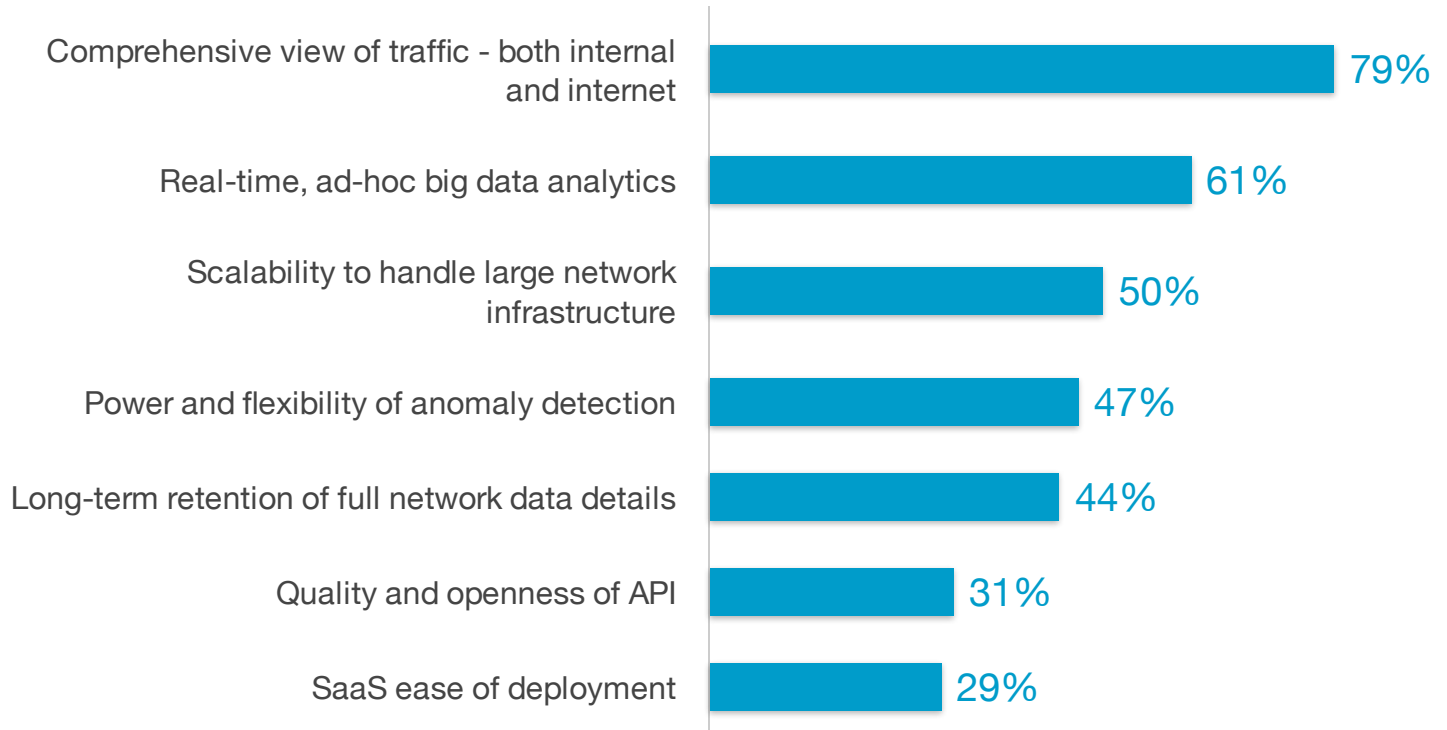 Comprehensive view of traffic - both internal
and internet
79%
Real-time, ad-hoc big data analytics
61%
Scalability to handle large network
infrastructure
50%
Power and flexibility of anomaly detection
47%
Long-term retention of full network data details
44%
Quality and openness of API
31%
SaaS ease of deployment
29%